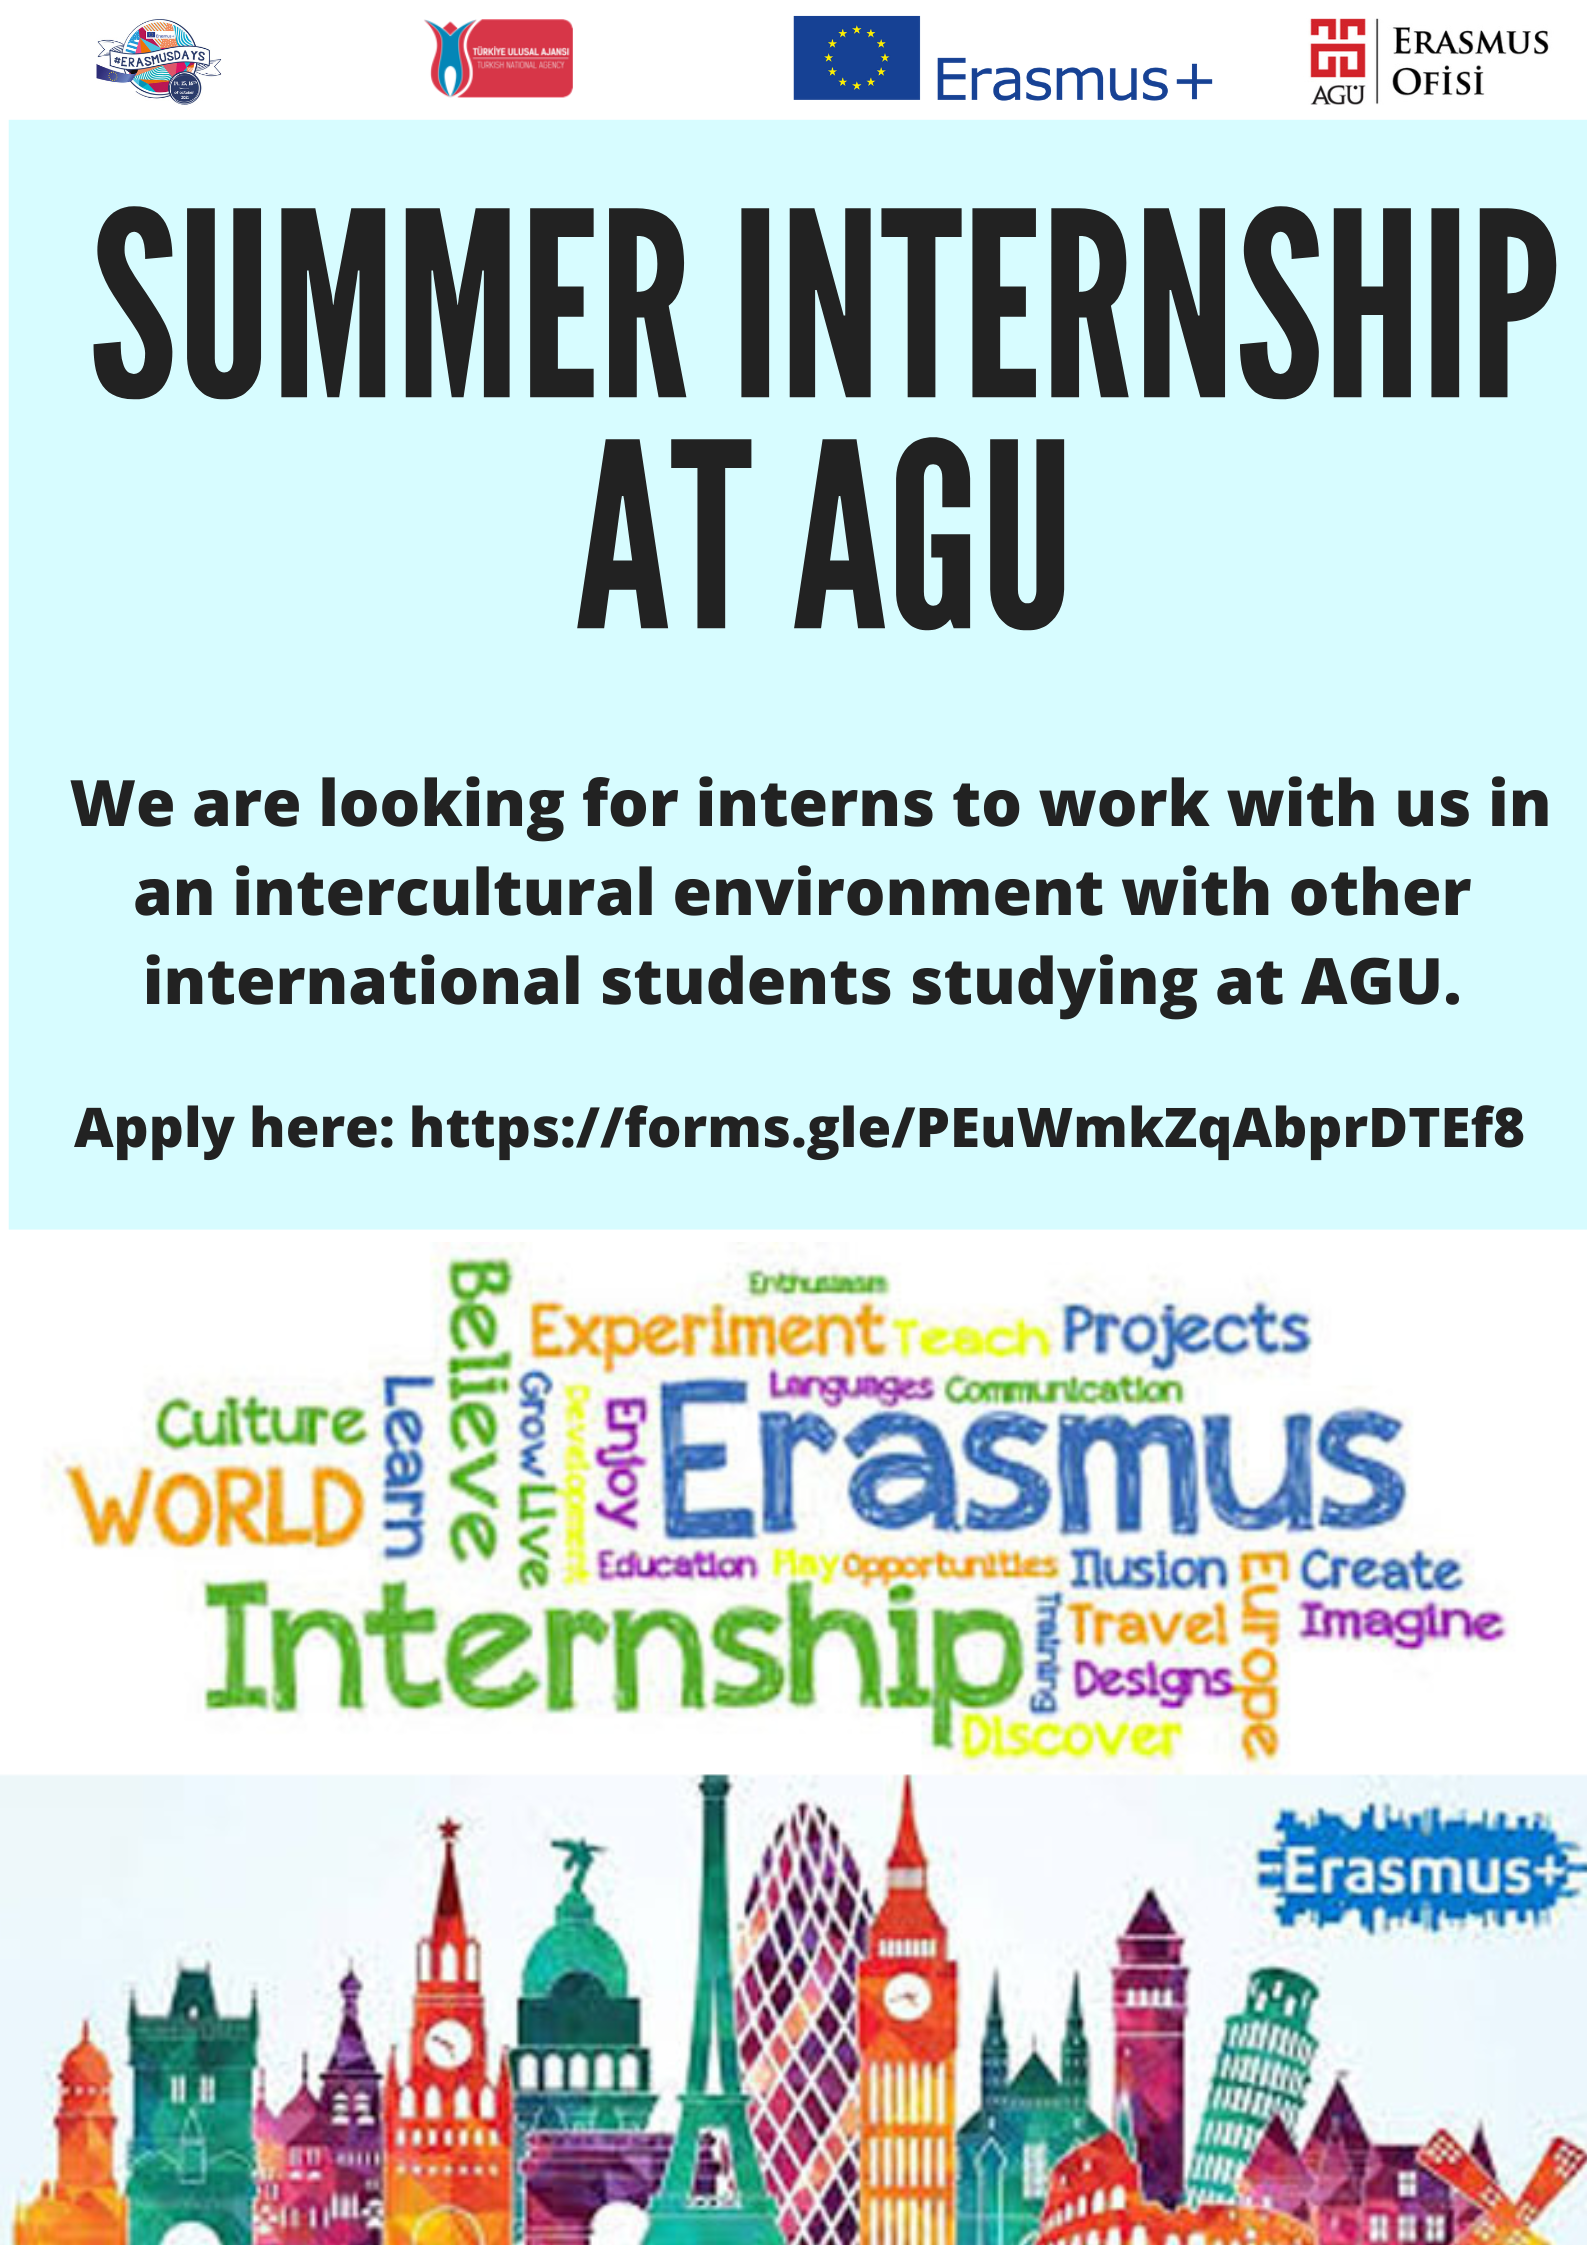 #ERASMUSDAYS
TÜRKİYE ULUSAL AJANSI
TURKISH NATIONAL AGENCY
Erasmus+
AGÜ
ERASMUS
OFİSİ
SUMMER INTERNSHIP
AT AGU
We are looking for interns to work with us in
an intercultural environment with other
international students studying at AGU.
Apply here: https://forms.gle/PEuWmkZqAbprDTEf8
Believe
Enthusiasm
Experiment
Teach
Projects
Languages
Communication
Culture
Learn
Grow
Development
Enjoy
Erasmus
WORLD
Live
Education
Play
Opportunities
Ilusion
Europe
Create
Internship
Training
Travel
Imagine
Designs
Discover
Erasmus+